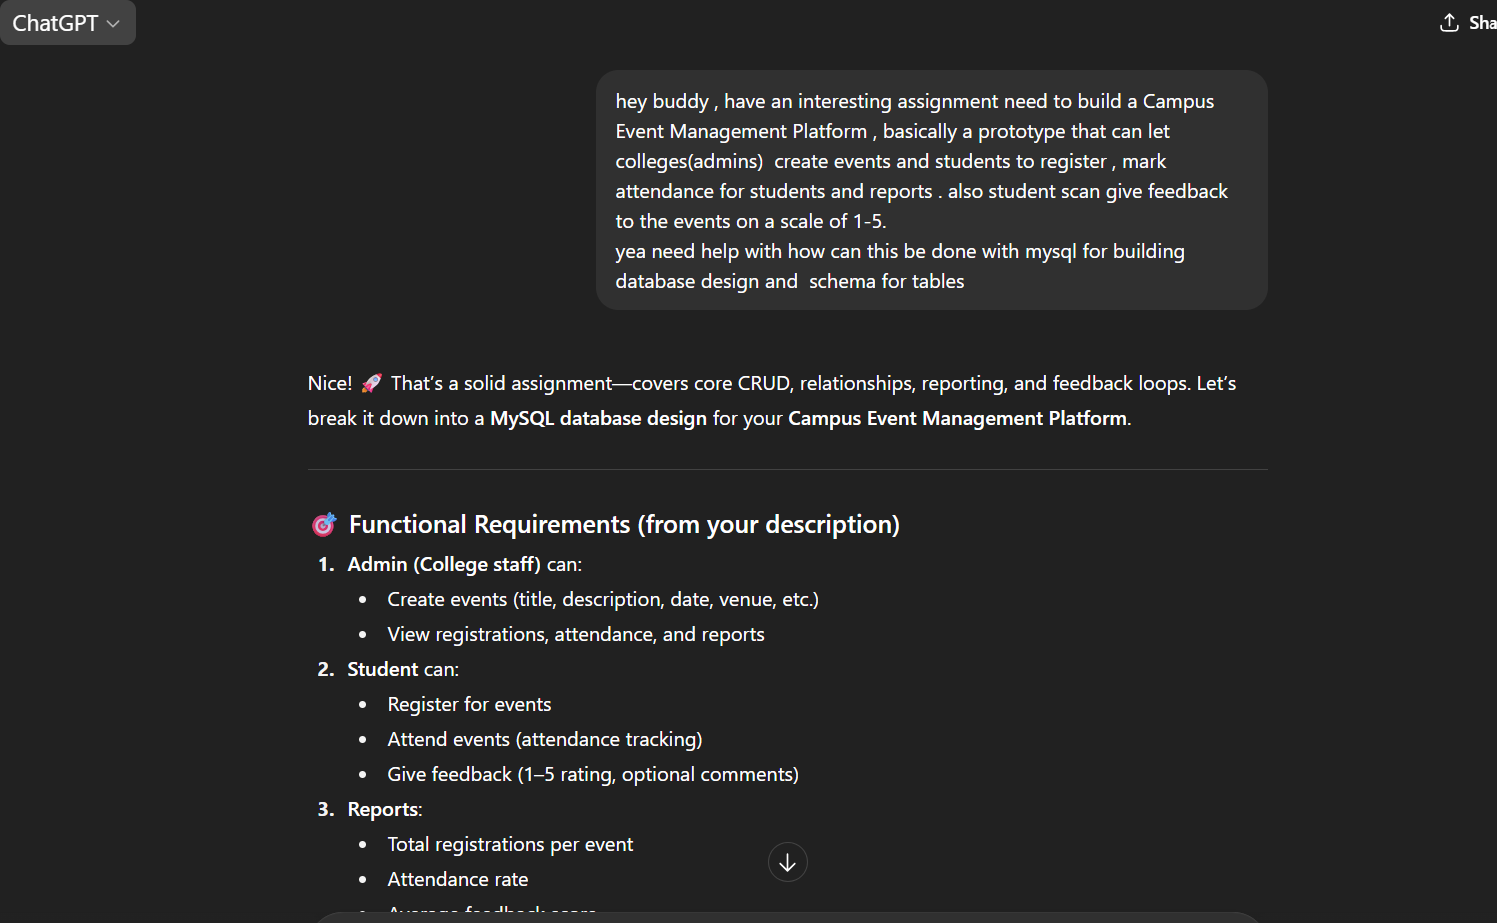 ChatGPT
Sha
hey buddy , have an interesting assignment need to build a Campus
Event Management Platform , basically a prototype that can let
colleges(admins)  create events and students to register , mark
attendance for students and reports . also student scan give feedback
to the events on a scale of 1-5.
yea need help with how can this be done with mysql for building
database design and  schema for tables
Nice! 🚀 That's a solid assignment—covers core CRUD, relationships, reporting, and feedback loops. Let's
break it down into a MySQL database design for your Campus Event Management Platform.
🎯 Functional Requirements (from your description)
1. Admin (College staff) can:
• Create events (title, description, date, venue, etc.)
• View registrations, attendance, and reports
2. Student can:
• Register for events
• Attend events (attendance tracking)
• Give feedback (1–5 rating, optional comments)
3. Reports:
• Total registrations per event
• Attendance rate
• Average feedback score